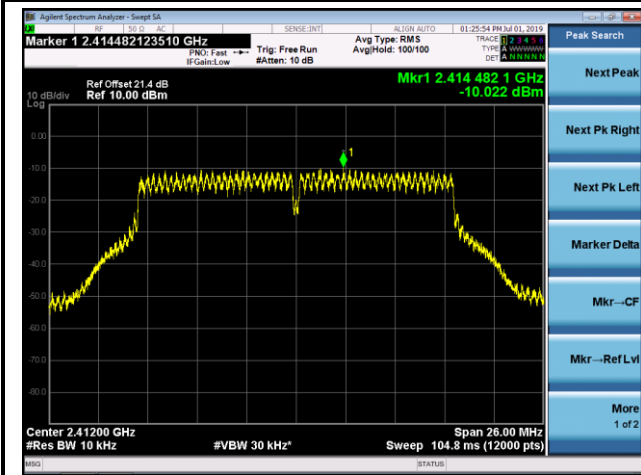 Agilent Spectrum Analyzer - Swept SA
RF 50 Ω AC SENSE:INT ALIGN AUTO 01:25:54 PM Jul 01, 2019
Marker 1 2.414482123510 GHz
PNO: Fast
IFGain:Low
Trig: Free Run
#Atten: 10 dB
Avg Type: RMS
Avg|Hold: 100/100
TRACE 1 2 3 4 5 6
TYPE A WWWWW
DET A N N N N N
Peak Search
Ref Offset 21.4 dB
10 dB/div Ref 10.00 dBm
Log
Mkr1 2.414 482 1 GHz
-10.022 dBm
1
0.00
-10.0
-20.0
-30.0
-40.0
-50.0
-60.0
-70.0
-80.0
Center 2.41200 GHz Span 26.00 MHz
#Res BW 10 kHz #VBW 30 kHz* Sweep 104.8 ms (12000 pts)
MSG STATUS
Next Peak
Next Pk Right
Next Pk Left
Marker Delta
Mkr→CF
Mkr→Ref Lvl
More
1 of 2